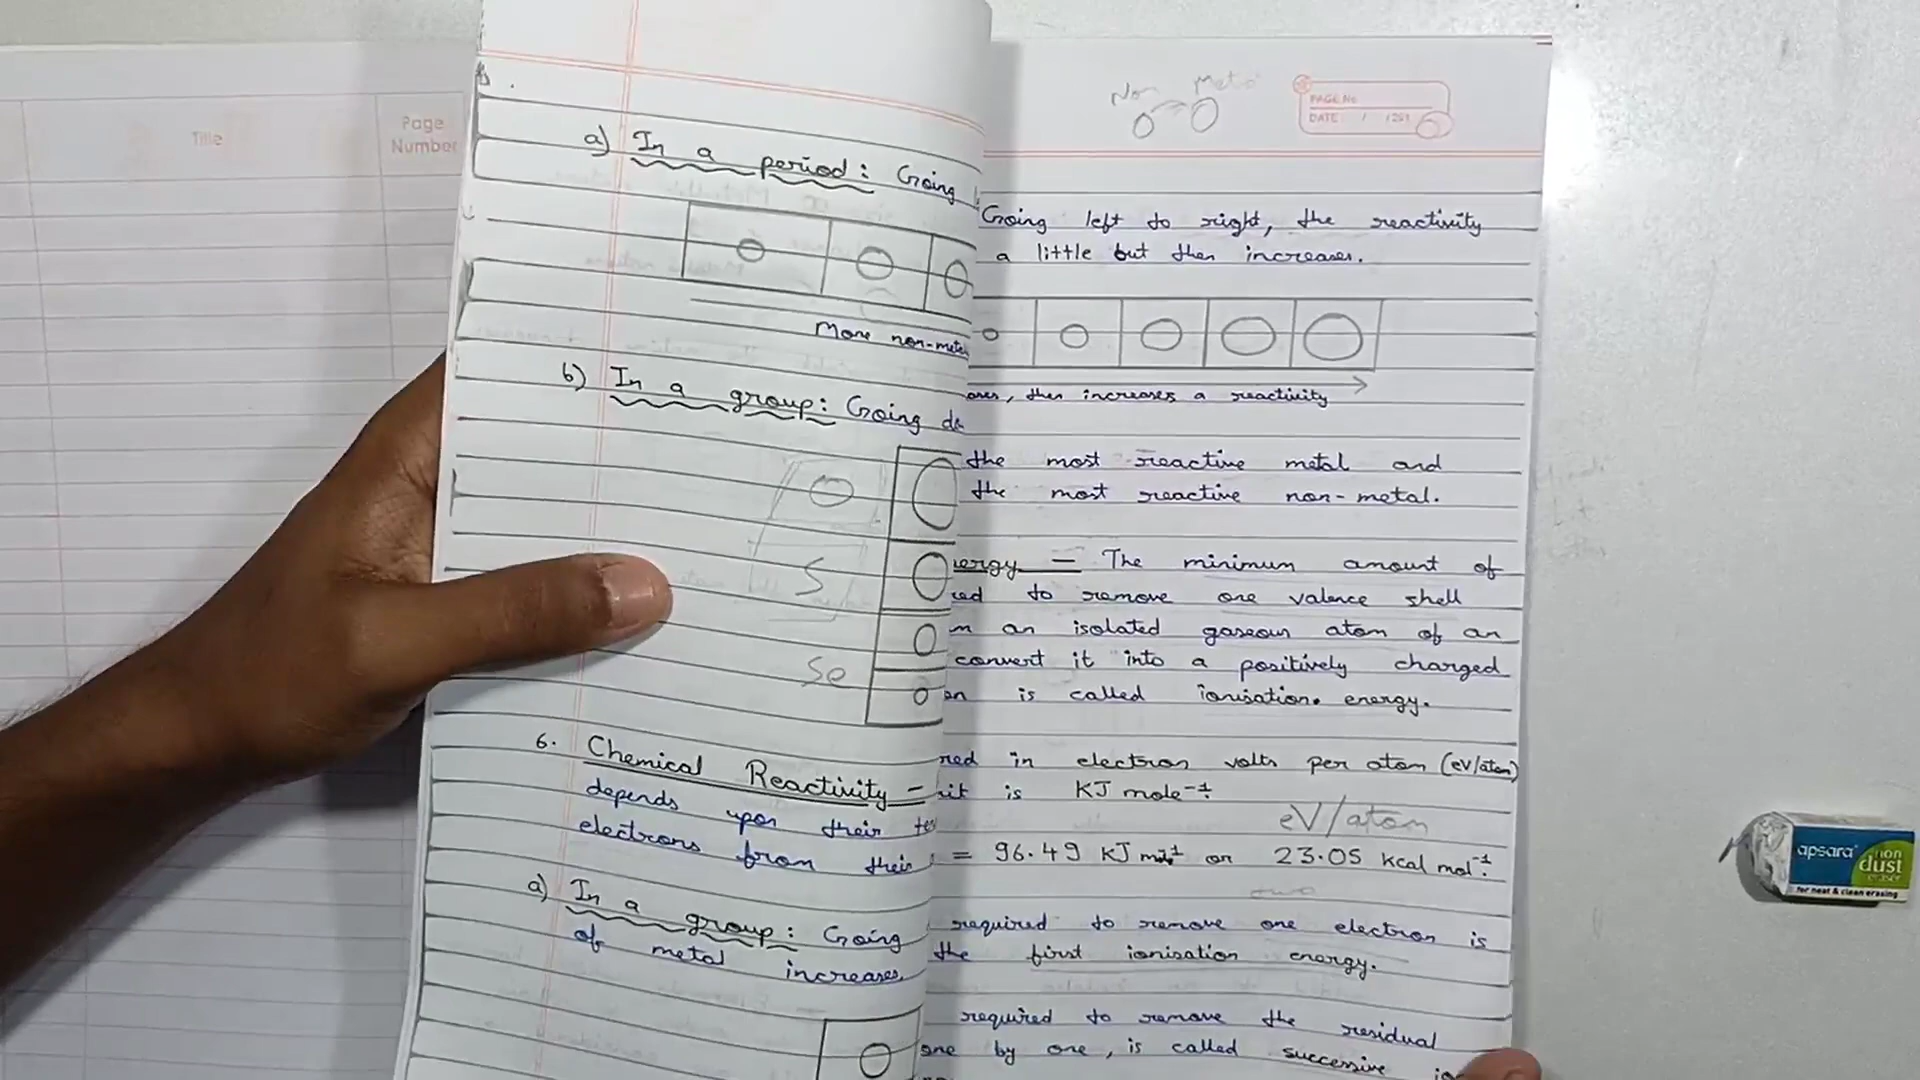 Title
Page
Number
a) In a period: Going
More non-meta
b) In a group: Going do
S
Se
6. Chemical Reactivity -
depends upon their te
electrons from their
a) In a group: Going
of metal increases.
Non Metal
PAGE No
DATE: / /201
Going left to right, the reactivity
a little but then increases.
ases, then increases a reactivity
the most reactive metal and
the most reactive non-metal.
ergy – The minimum amount of
red to remove one valence shell
m an isolated gaseous atom of an
convert it into a positively charged
on is called ionisation energy.
red in electron volts per atom (eV/atom)
it is KJ mole⁻¹.
eV/atom
= 96.49 KJ mol⁻¹ or 23.05 kcal mol⁻¹.
two
required to remove one electron is
the first ionisation energy.
required to remove the residual
one by one, is called successive io
apsara non
dust
eraser
for neat & clean erasing